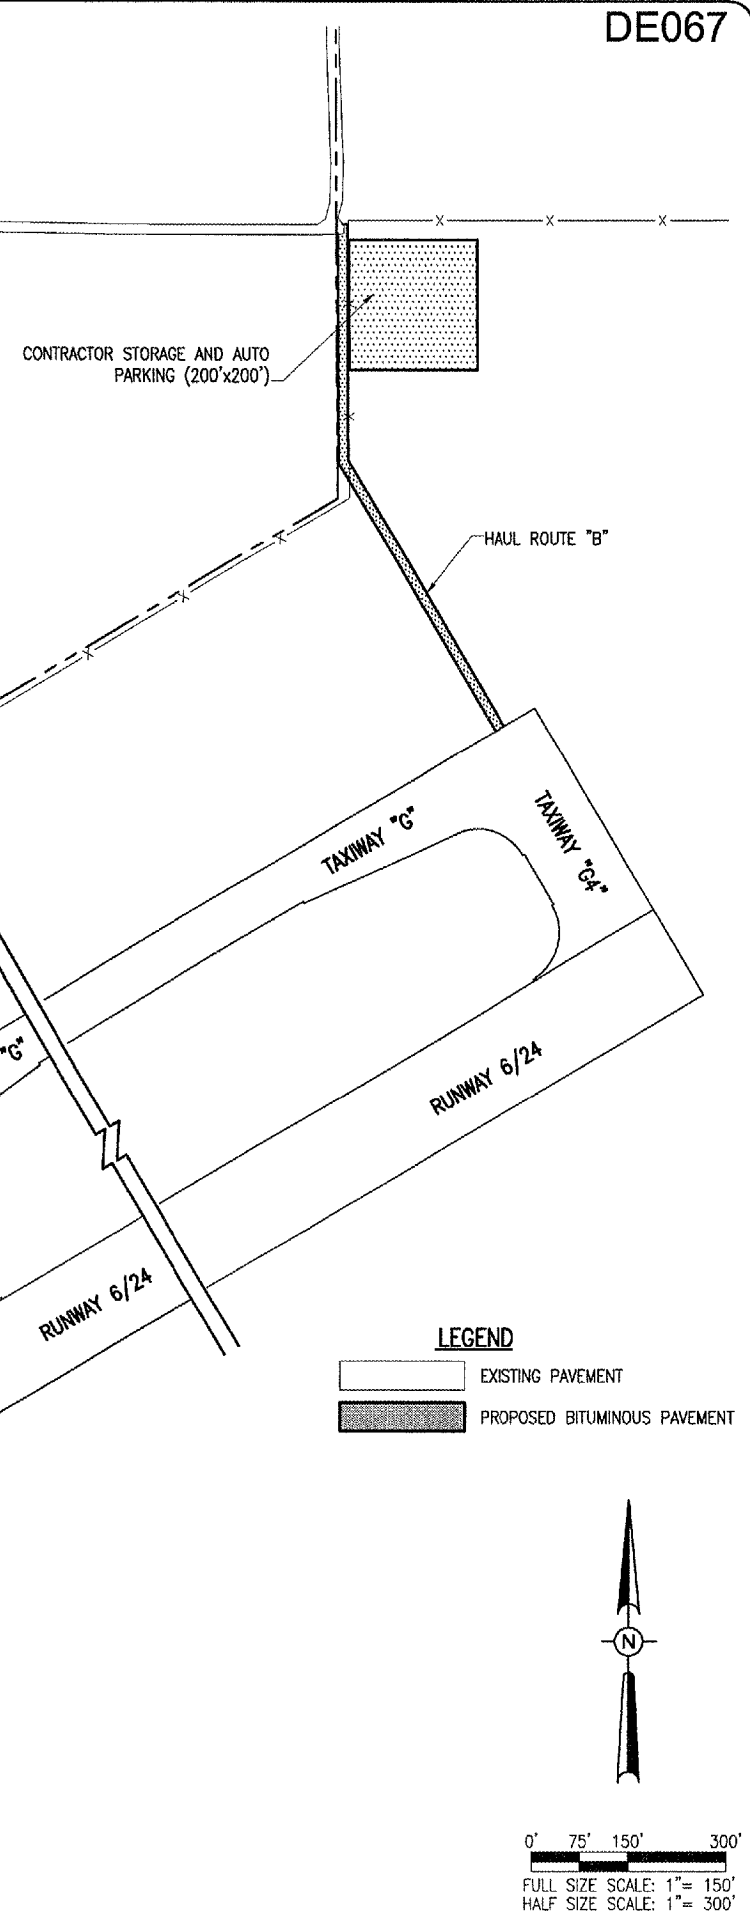 DE067
X X X
CONTRACTOR STORAGE AND AUTO
PARKING (200'x200')
X
HAUL ROUTE "B"
X
X
X
TAXIWAY "G"
TAXIWAY "G4"
"G"
RUNWAY 6/24
RUNWAY 6/24
LEGEND
EXISTING PAVEMENT
PROPOSED BITUMINOUS PAVEMENT
N
0' 75' 150' 300'
FULL SIZE SCALE: 1"= 150'
HALF SIZE SCALE: 1"= 300'